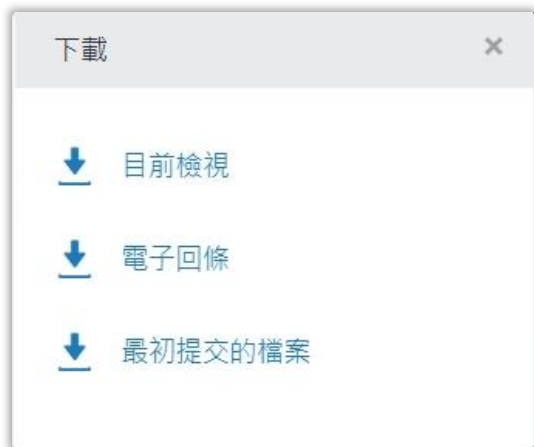 下載
目前檢視
電子回條
最初提交的檔案